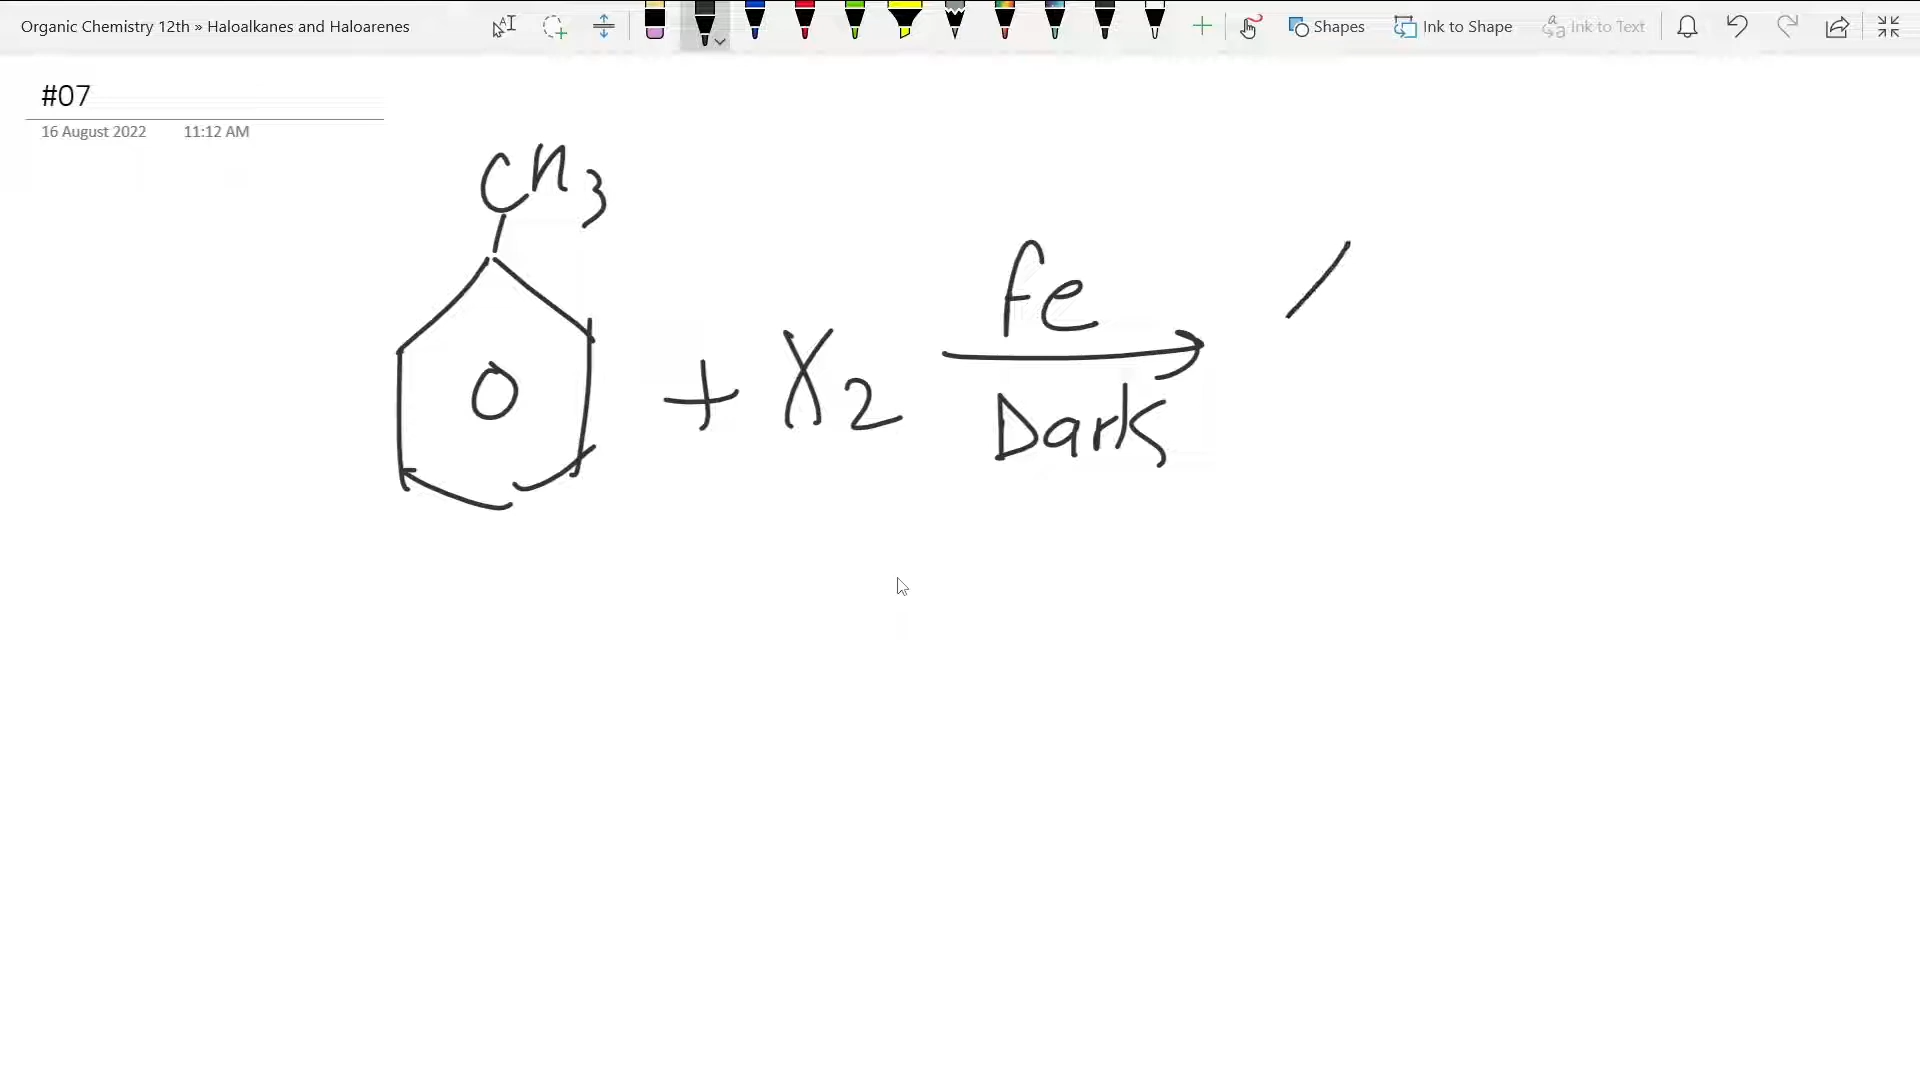 Organic Chemistry 12th » Haloalkanes and Haloarenes
Shapes
Ink to Shape
Ink to Text
#07
16 August 2022 11:12 AM
CH3
Fe
+ X2
Dark